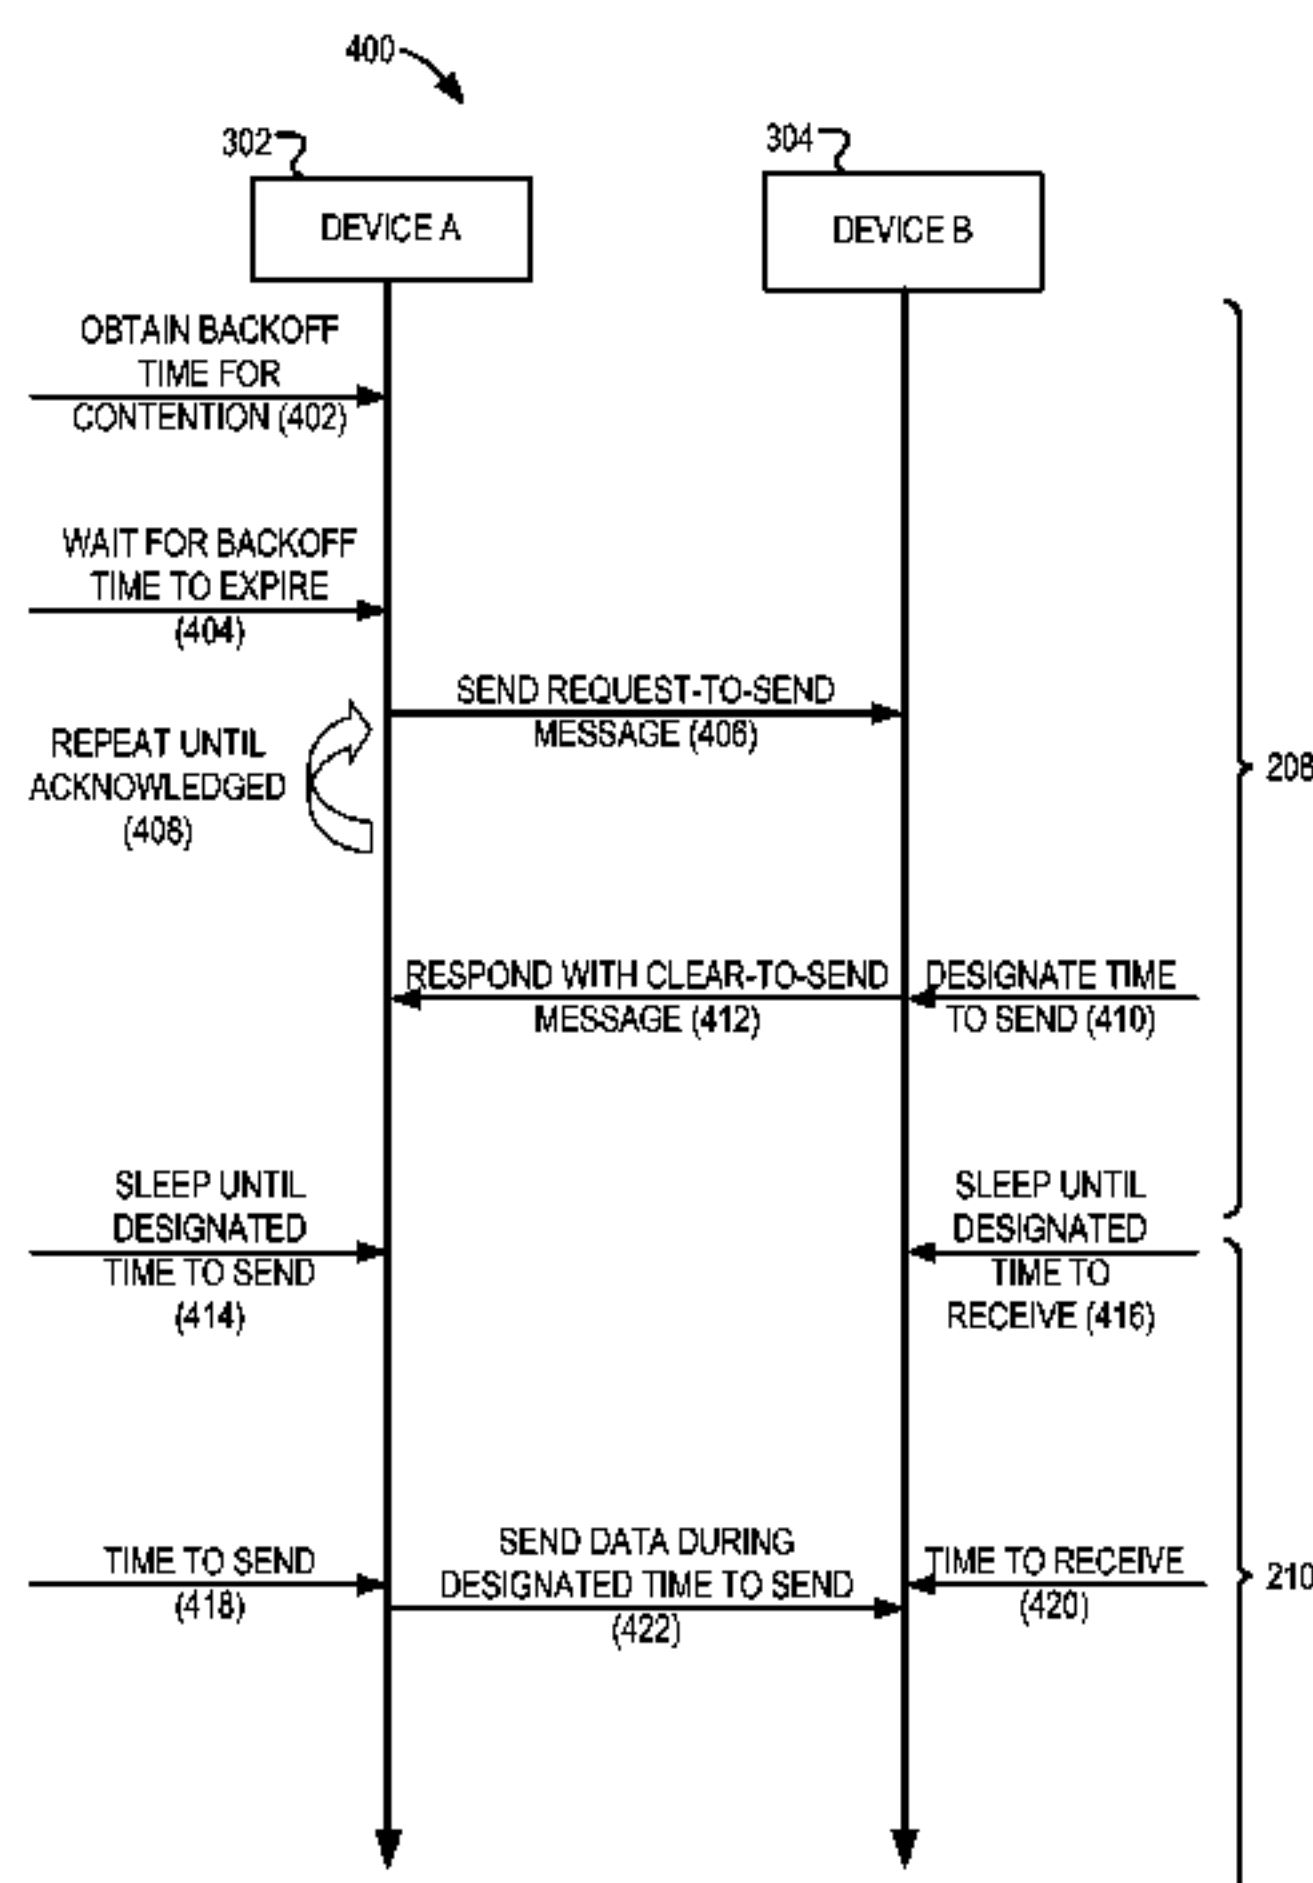 400
302
304
DEVICE A
DEVICE B
OBTAIN BACKOFF
TIME FOR
CONTENTION (402)
WAIT FOR BACKOFF
TIME TO EXPIRE
(404)
SEND REQUEST-TO-SEND
MESSAGE (406)
REPEAT UNTIL
ACKNOWLEDGED
(408)
208
RESPOND WITH CLEAR-TO-SEND
MESSAGE (412)
DESIGNATE TIME
TO SEND (410)
SLEEP UNTIL
DESIGNATED
TIME TO SEND
(414)
SLEEP UNTIL
DESIGNATED
TIME TO
RECEIVE (416)
TIME TO SEND
(418)
SEND DATA DURING
DESIGNATED TIME TO SEND
(422)
TIME TO RECEIVE
(420)
210